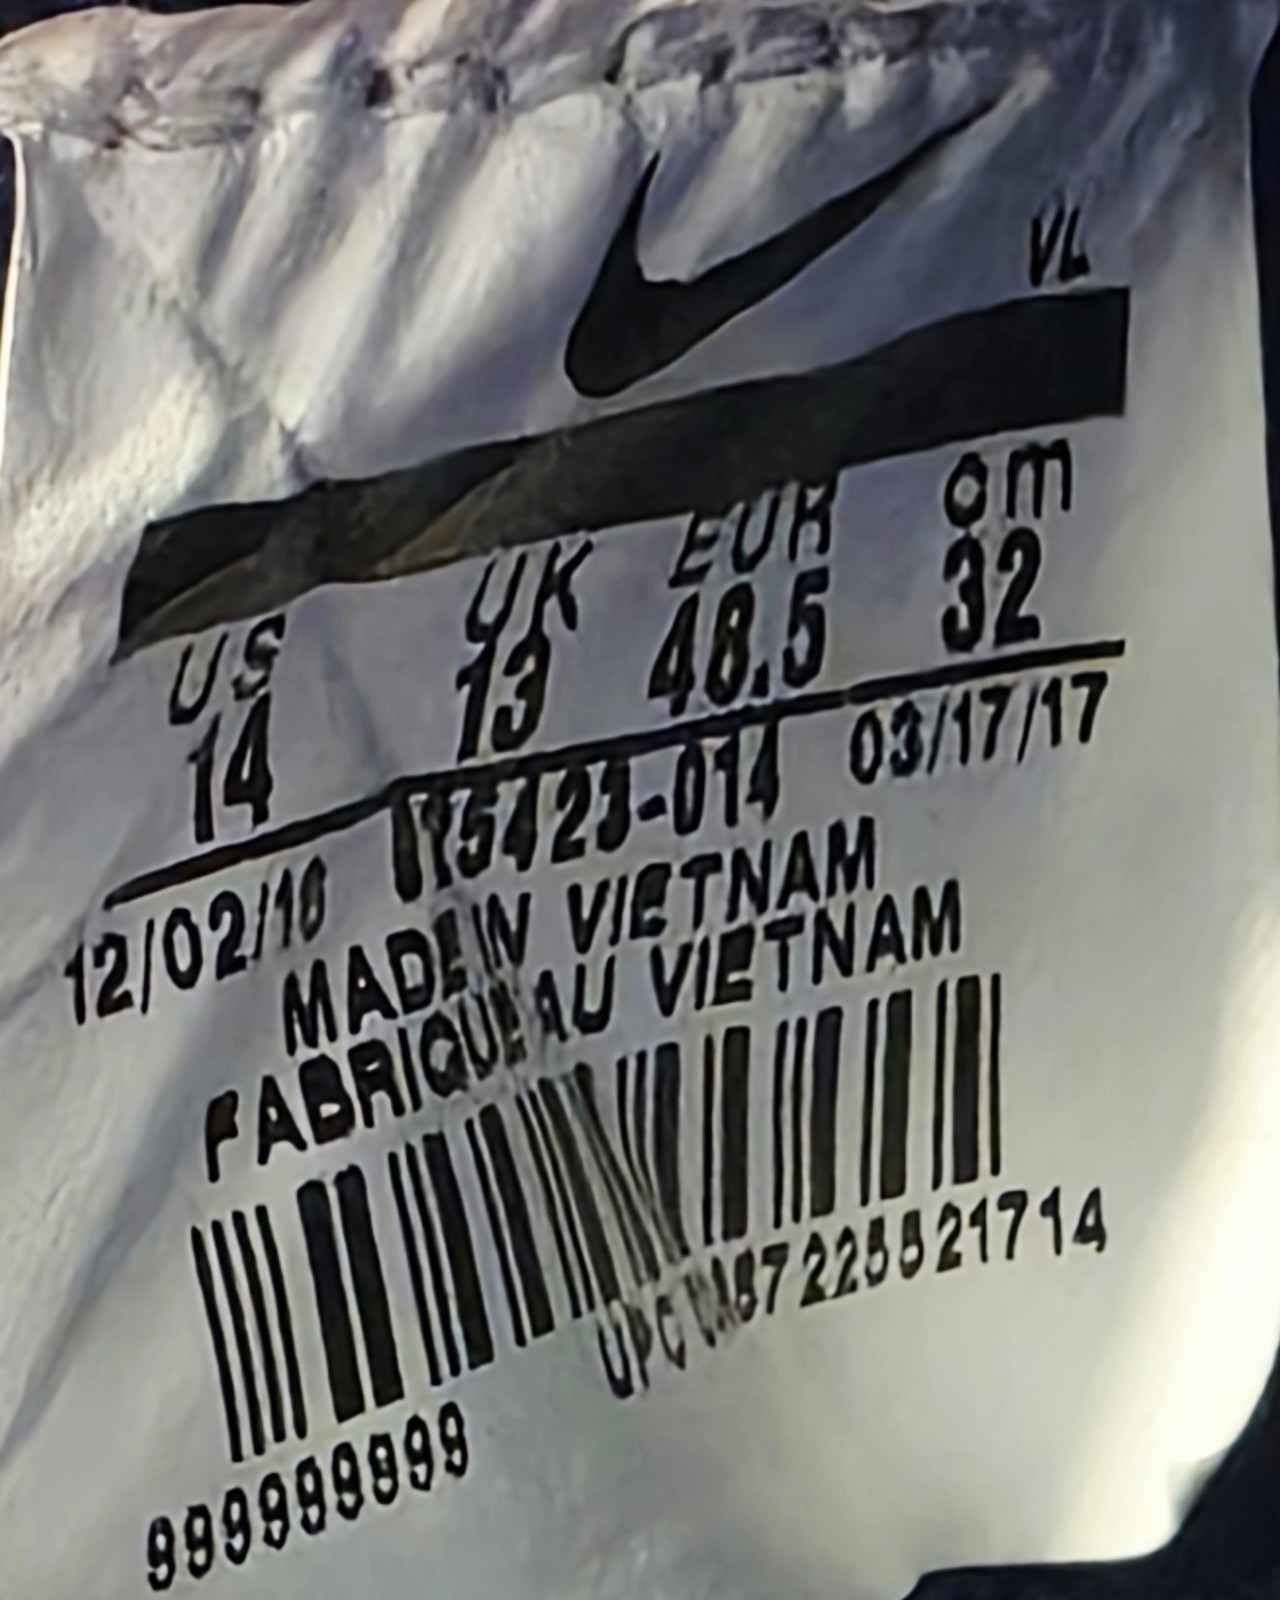 VL
US UK EUR cm
14 13 48.5 32
12/02/16 03/17/17
MADE IN VIETNAM
FABRIQUE AU VIETNAM
UPC
999999999